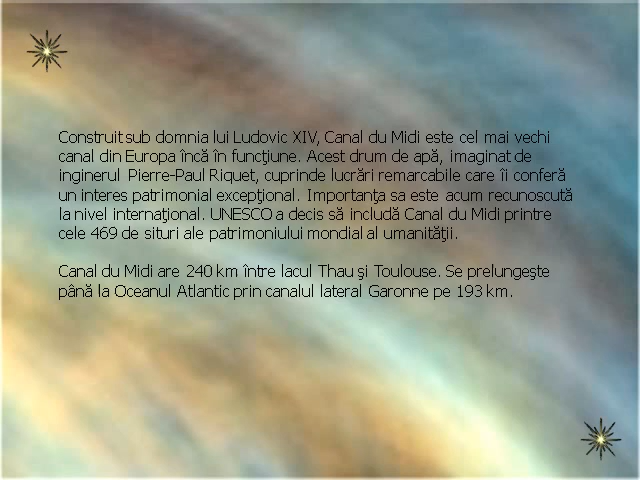 Construit sub domnia lui Ludovic XIV, Canal du Midi este cel mai vechi
canal din Europa încă în funcţiune. Acest drum de apă, imaginat de
inginerul Pierre-Paul Riquet, cuprinde lucrări remarcabile care îi conferă
un interes patrimonial excepţional. Importanţa sa este acum recunoscută
la nivel internaţional. UNESCO a decis să includă Canal du Midi printre
cele 469 de situri ale patrimoniului mondial al umanităţii.
Canal du Midi are 240 km între lacul Thau şi Toulouse. Se prelungeşte
până la Oceanul Atlantic prin canalul lateral Garonne pe 193 km.